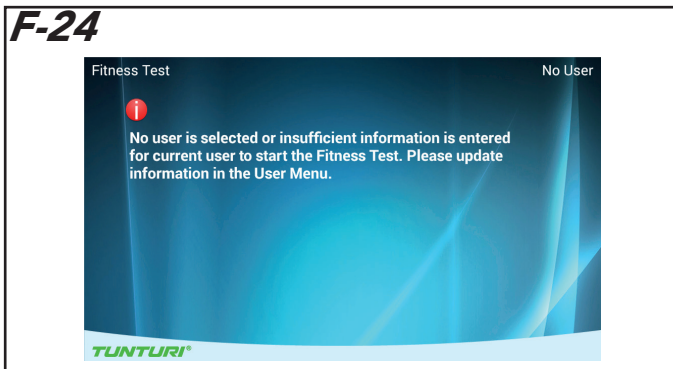 F-24
Fitness Test No User
i
No user is selected or insufficient information is entered
for current user to start the Fitness Test. Please update
information in the User Menu.
TUNTURI®